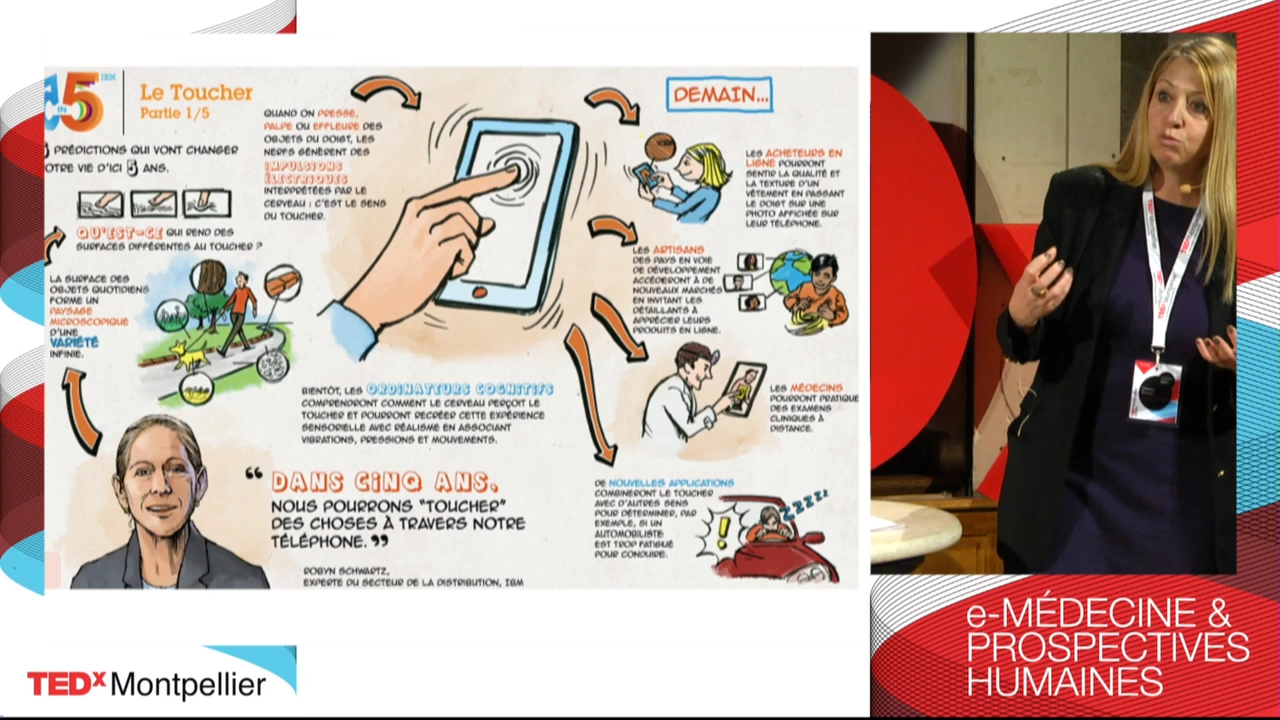 5
IN
IBM
Le Toucher
Partie 1/5
PRÉDICTIONS QUI VONT CHANGER
OTRE VIE D'ICI 5 ANS.
QU'EST-CE QUI REND DES
SURFACES DIFFÉRENTES AU TOUCHER ?
LA SURFACE DES
OBJETS QUOTIDIENS
FORME UN
PAYSAGE
MICROSCOPIQUE
D'UNE
VARIÉTÉ
INFINIE.
QUAND ON PRESSE,
PALPE OU EFFLEURE DES
OBJETS DU DOIGT, LES
NERFS GÉNÈRENT DES
IMPULSIONS
ÉLECTRIQUES
INTERPRÉTÉES PAR LE
CERVEAU : C'EST LE SENS
DU TOUCHER.
BIENTÔT, LES ORDINATEURS COGNITIFS
COMPRENDRONT COMMENT LE CERVEAU PERÇOIT LE
TOUCHER ET POURRONT RECRÉER CETTE EXPÉRIENCE
SENSORIELLE AVEC RÉALISME EN ASSOCIANT
VIBRATIONS, PRESSIONS ET MOUVEMENTS.
“ DANS CINQ ANS,
NOUS POURRONS "TOUCHER"
DES CHOSES À TRAVERS NOTRE
TÉLÉPHONE. ”
ROBYN SCHWARTZ,
EXPERTE DU SECTEUR DE LA DISTRIBUTION, IBM
DEMAIN...
LES ACHETEURS EN
LIGNE POURRONT
SENTIR LA QUALITÉ ET
LA TEXTURE D'UN
VÊTEMENT EN PASSANT
LE DOIGT SUR UNE
PHOTO AFFICHÉE SUR
LEUR TÉLÉPHONE.
LES ARTISANS
DES PAYS EN VOIE
DE DÉVELOPPEMENT
ACCÉDERONT À DE
NOUVEAUX MARCHÉS
EN INVITANT LES
DÉTAILLANTS À
APPRÉCIER LEURS
PRODUITS EN LIGNE.
LES MÉDECINS
POURRONT PRATIQUE
DES EXAMENS
CLINIQUES À
DISTANCE.
DE NOUVELLES APPLICATIONS
COMBINERONT LE TOUCHER
AVEC D'AUTRES SENS
POUR DÉTERMINER, PAR
EXEMPLE, SI UN
AUTOMOBILISTE
EST TROP FATIGUÉ
POUR CONDUIRE.
!
ZZZZZ
TEDx
TEDxMontpellier
e-MÉDECINE &
PROSPECTIVES
HUMAINES